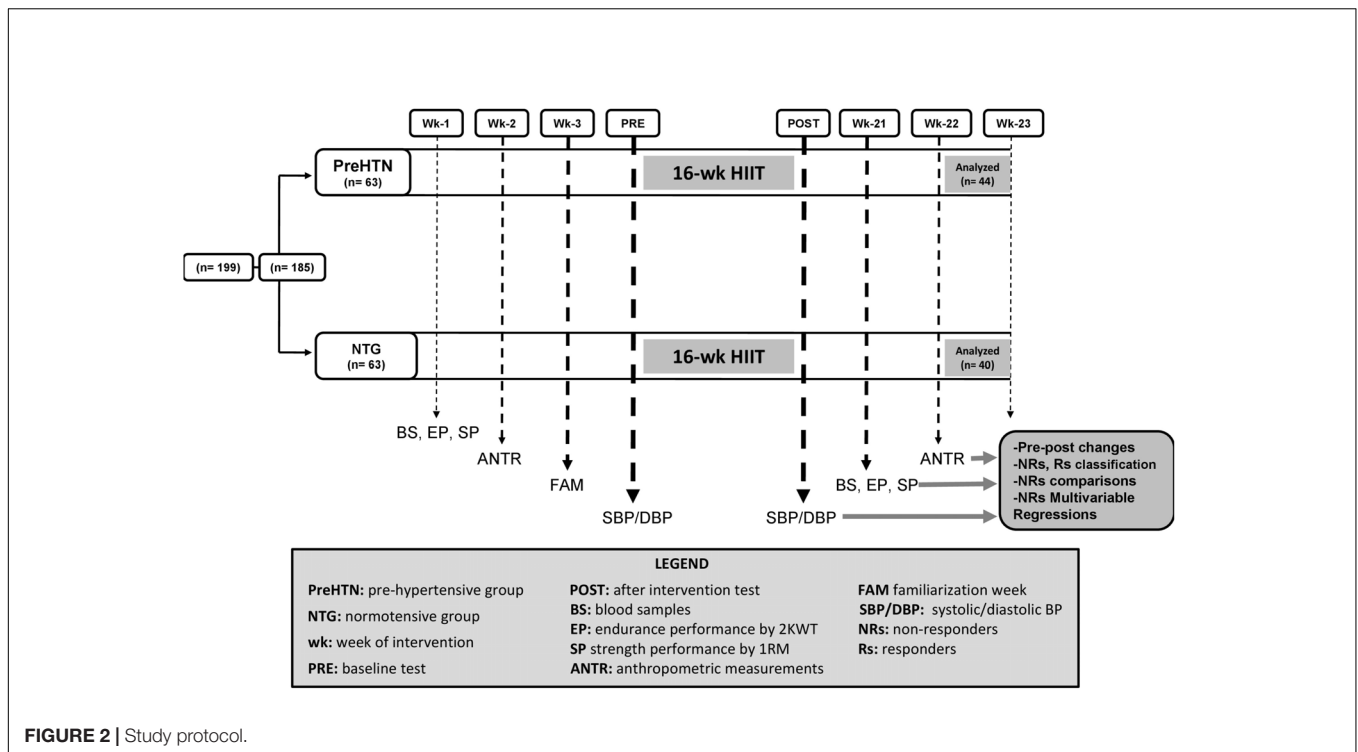 Wk-1 Wk-2 Wk-3 PRE POST Wk-21 Wk-22 Wk-23
PreHTN
(n= 63)
16-wk HIIT
Analyzed
(n= 44)
(n= 199) (n= 185)
NTG
(n= 63)
16-wk HIIT
Analyzed
(n= 40)
BS, EP, SP
ANTR
FAM
SBP/DBP
SBP/DBP
BS, EP, SP
ANTR
-Pre-post changes
-NRs, Rs classification
-NRs comparisons
-NRs Multivariable
Regressions
LEGEND
PreHTN: pre-hypertensive group
NTG: normotensive group
wk: week of intervention
PRE: baseline test
POST: after intervention test
BS: blood samples
EP: endurance performance by 2KWT
SP strength performance by 1RM
ANTR: anthropometric measurements
FAM familiarization week
SBP/DBP: systolic/diastolic BP
NRs: non-responders
Rs: responders
FIGURE 2 | Study protocol.